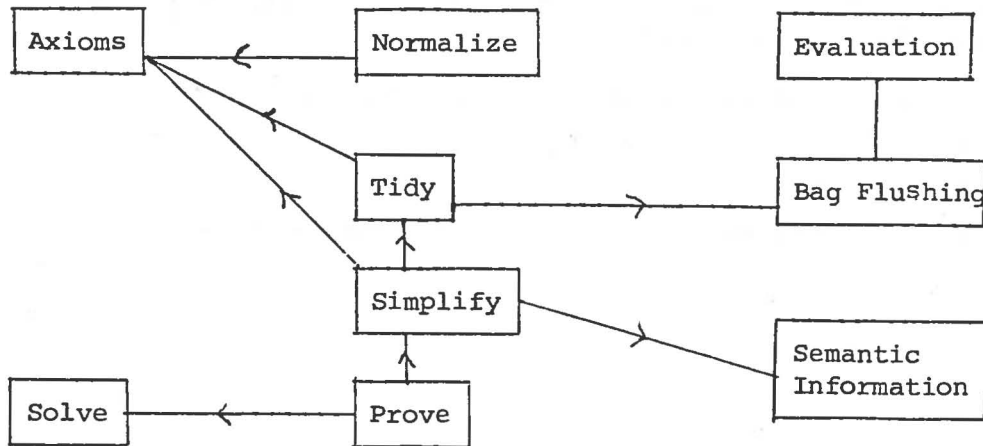 Axioms
Normalize
Evaluation
Tidy
Bag Flushing
Simplify
Semantic
Information
Solve
Prove